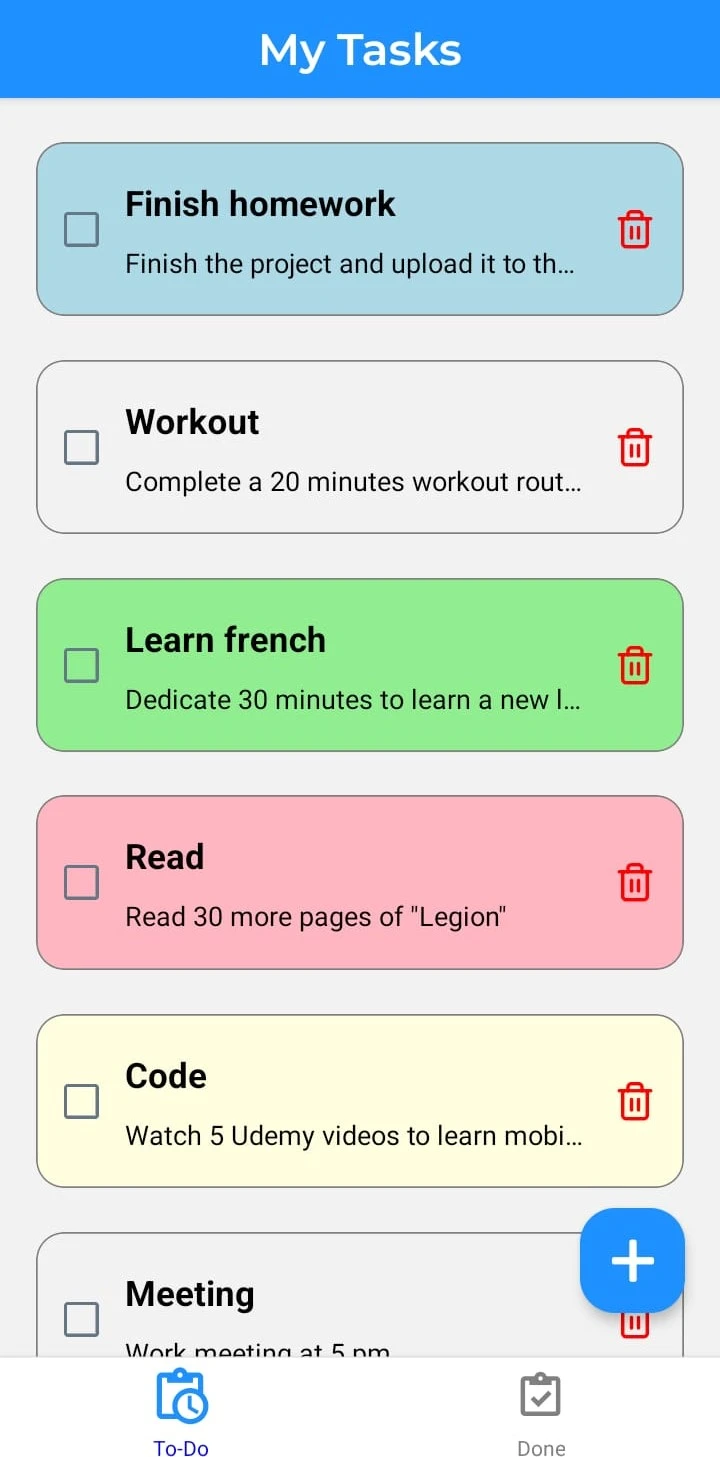 My Tasks
Finish homework
Finish the project and upload it to th...
Workout
Complete a 20 minutes workout rout...
Learn french
Dedicate 30 minutes to learn a new l...
Read
Read 30 more pages of "Legion"
Code
Watch 5 Udemy videos to learn mobi...
Meeting
Work meeting at 5 pm
To-Do
Done